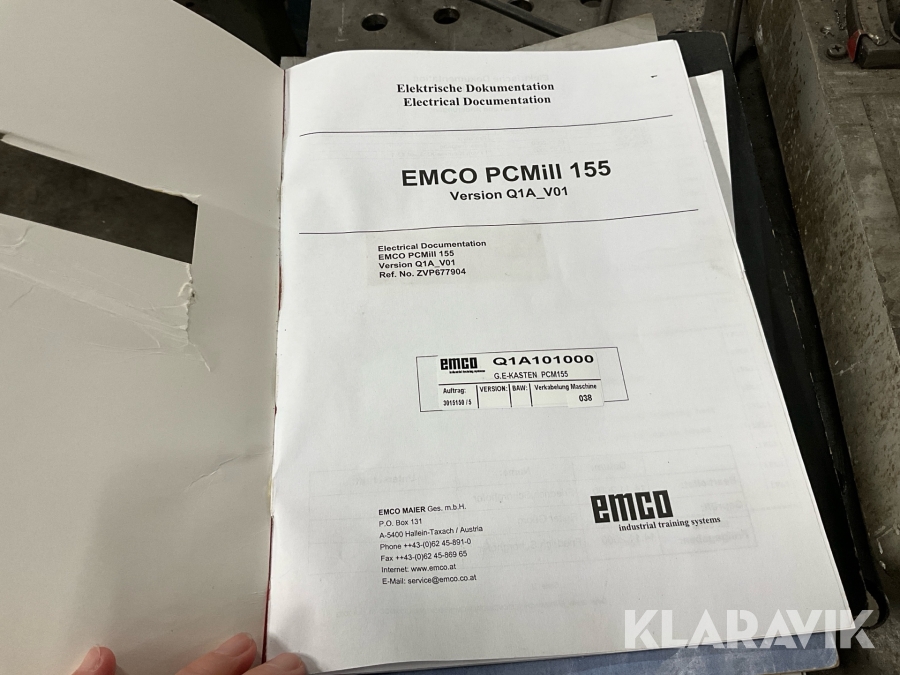 Elektrische Dokumentation
Electrical Documentation
EMCO PCMill 155
Version Q1A_V01
Electrical Documentation
EMCO PCMill 155
Version Q1A_V01
Ref. No. ZVP677904
emco
industrial training systems
Q1A101000
G.E-KASTEN PCM155
Auftrag: VERSION: BAW: Verkabelung Maschine
3015150 / 5 038
EMCO MAIER Ges. m.b.H.
P.O. Box 131
A-5400 Hallein-Taxach / Austria
Phone ++43-(0)62 45-891-0
Fax ++43-(0)62 45-869 65
Internet: www.emco.at
E-Mail: service@emco.co.at
emco
industrial training systems
KLARAVIK